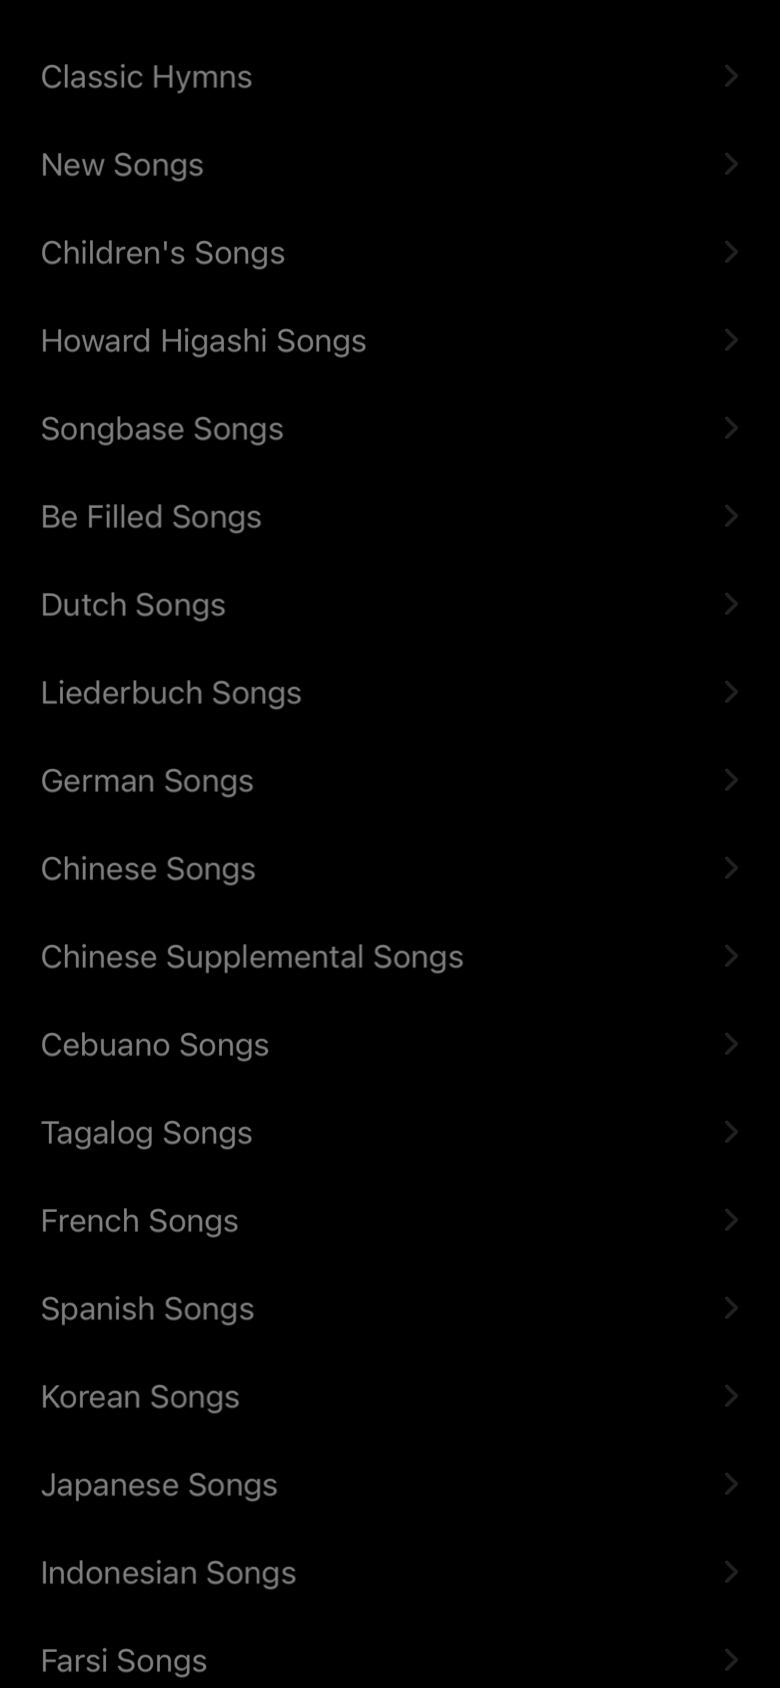 Classic Hymns
New Songs
Children's Songs
Howard Higashi Songs
Songbase Songs
Be Filled Songs
Dutch Songs
Liederbuch Songs
German Songs
Chinese Songs
Chinese Supplemental Songs
Cebuano Songs
Tagalog Songs
French Songs
Spanish Songs
Korean Songs
Japanese Songs
Indonesian Songs
Farsi Songs